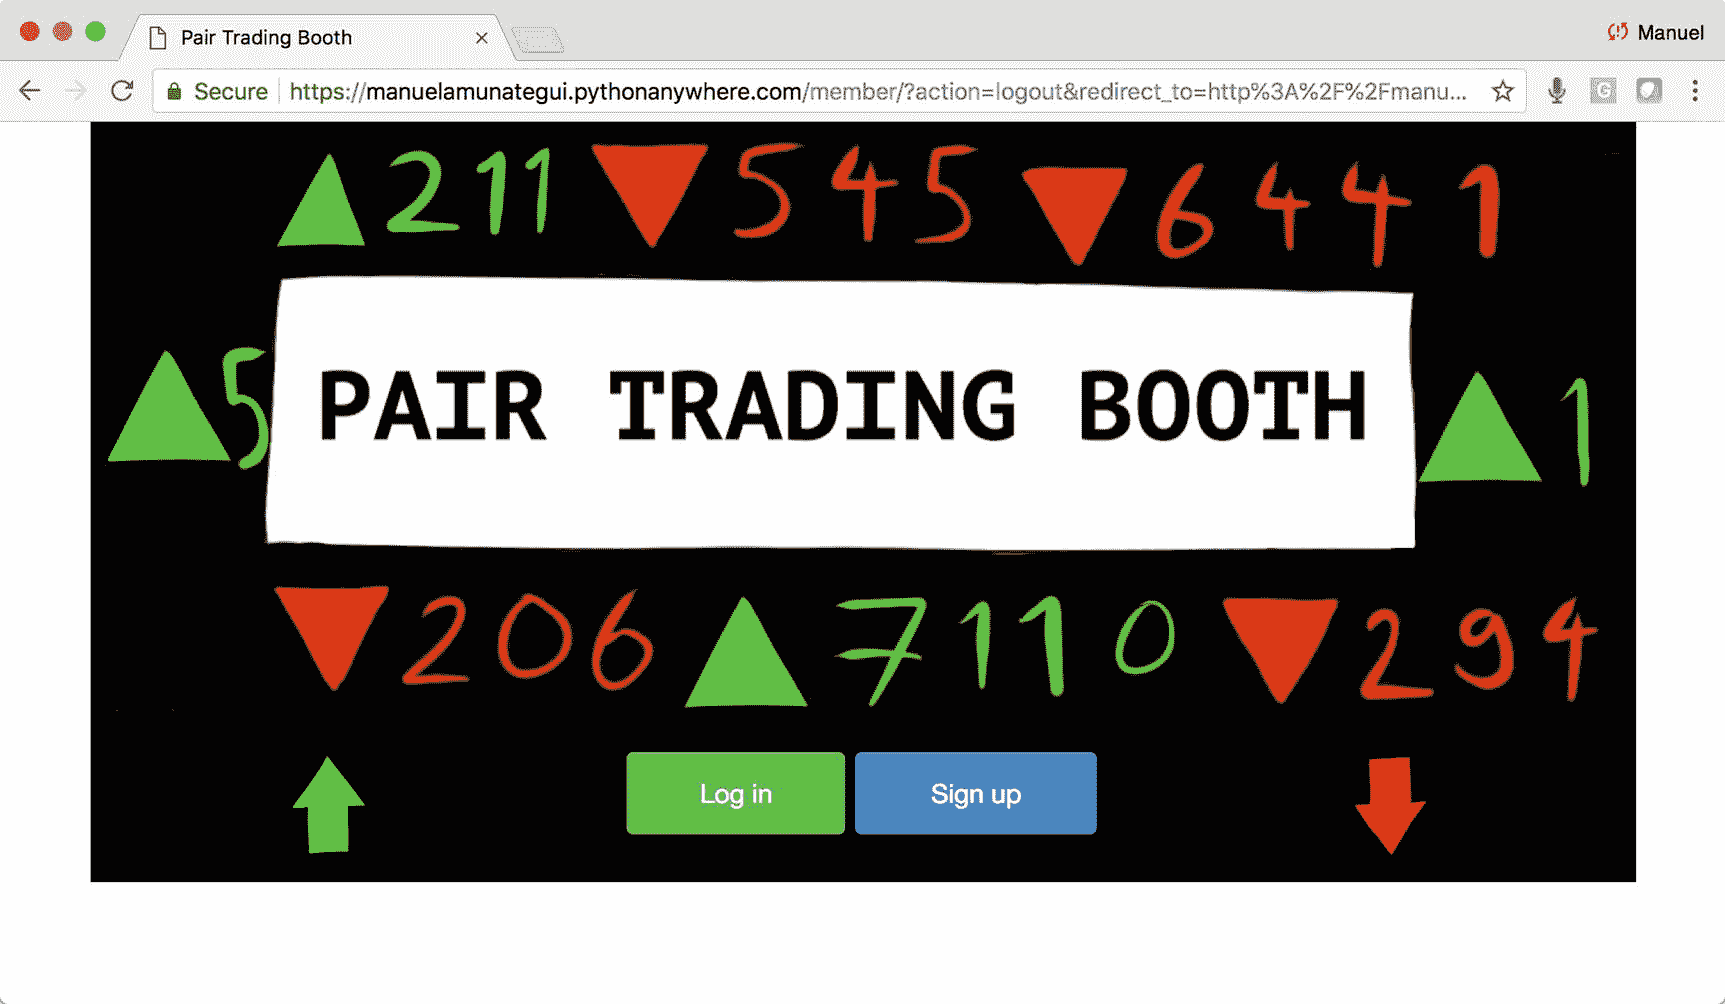 Pair Trading Booth
Manuel
Secure https://manuelamunategui.pythonanywhere.com/member/?action=logout&redirect_to=http%3A%2F%2Fmanu...
211 545 6441
5 PAIR TRADING BOOTH 1
206 7110 294
Log in Sign up